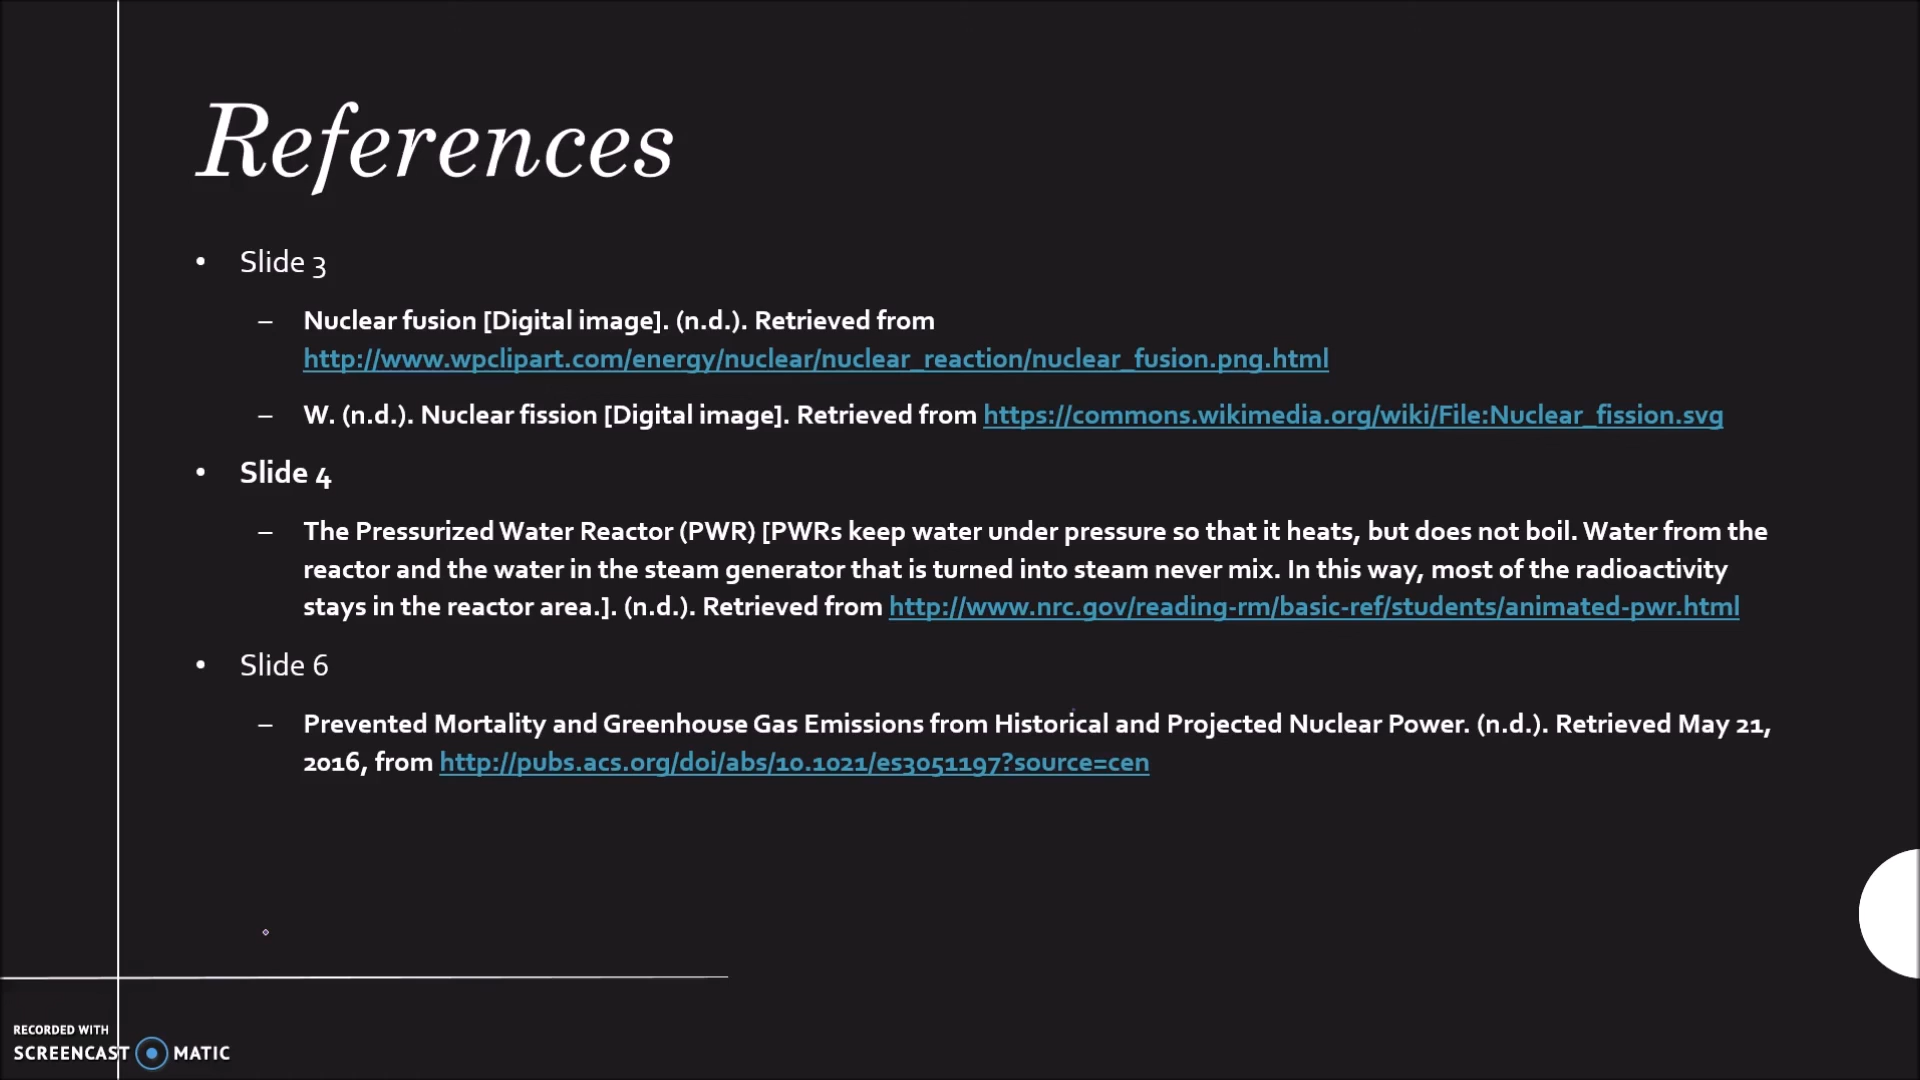 References
• Slide 3
– Nuclear fusion [Digital image]. (n.d.). Retrieved from
http://www.wpclipart.com/energy/nuclear/nuclear_reaction/nuclear_fusion.png.html
– W. (n.d.). Nuclear fission [Digital image]. Retrieved from https://commons.wikimedia.org/wiki/File:Nuclear_fission.svg
• Slide 4
– The Pressurized Water Reactor (PWR) [PWRs keep water under pressure so that it heats, but does not boil. Water from the
reactor and the water in the steam generator that is turned into steam never mix. In this way, most of the radioactivity
stays in the reactor area.]. (n.d.). Retrieved from http://www.nrc.gov/reading-rm/basic-ref/students/animated-pwr.html
• Slide 6
– Prevented Mortality and Greenhouse Gas Emissions from Historical and Projected Nuclear Power. (n.d.). Retrieved May 21,
2016, from http://pubs.acs.org/doi/abs/10.1021/es3051197?source=cen
RECORDED WITH
SCREENCAST MATIC